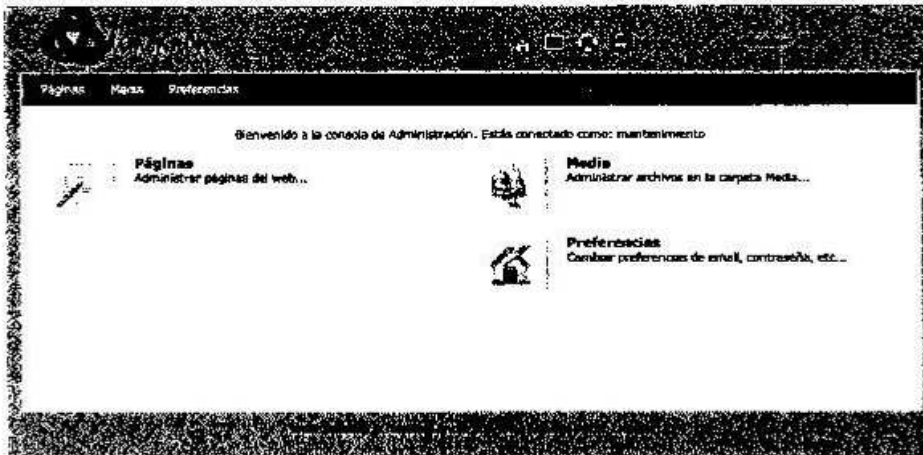 Páginas Media Preferencias
Bienvenido a la consola de Administración. Estás conectado como: mantenimiento
Páginas
Administrar páginas del web...
Media
Administrar archivos en la carpeta Media...
Preferencias
Cambiar preferencias de email, contraseña, etc...